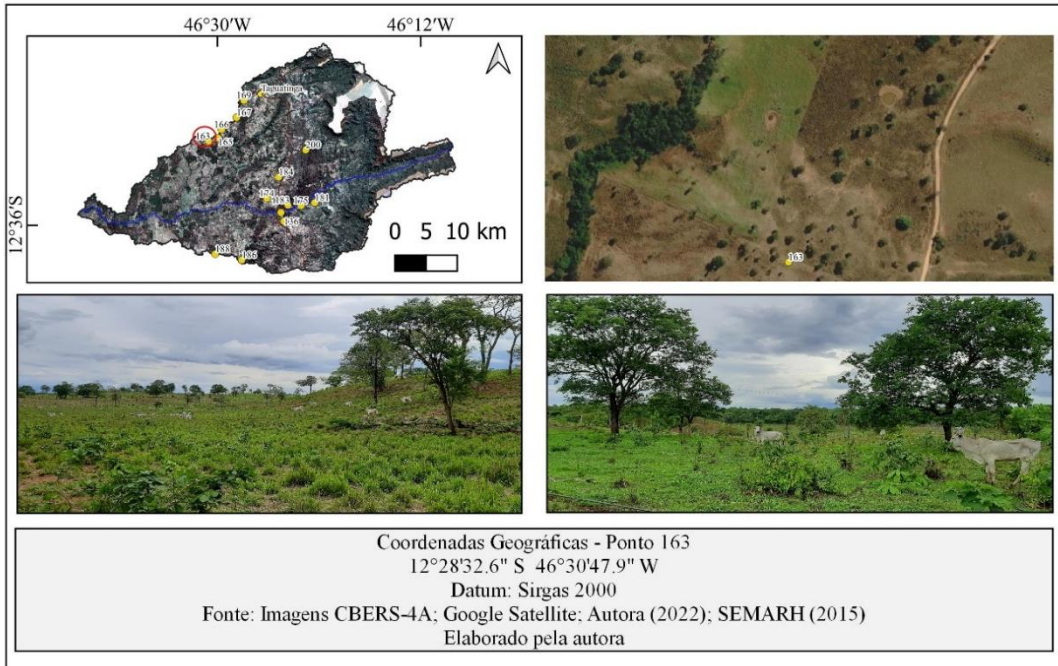 46°30'W
46°12'W
Taguatinga
169
167
166
163
165
200
184
12°36'S
174
183
175
181
136
188
186
0 5 10 km
163
Coordenadas Geográficas - Ponto 163
12°28'32.6" S 46°30'47.9" W
Datum: Sirgas 2000
Fonte: Imagens CBERS-4A; Google Satellite; Autora (2022); SEMARH (2015)
Elaborado pela autora